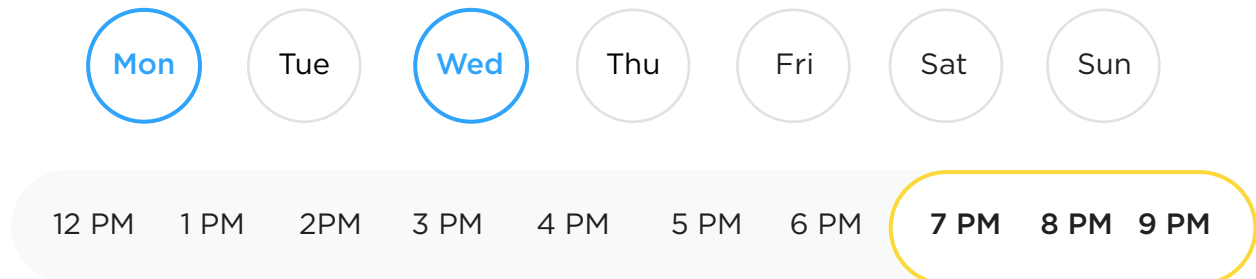 Mon Tue Wed Thu Fri Sat Sun
12 PM 1 PM 2PM 3 PM 4 PM 5 PM 6 PM 7 PM 8 PM 9 PM